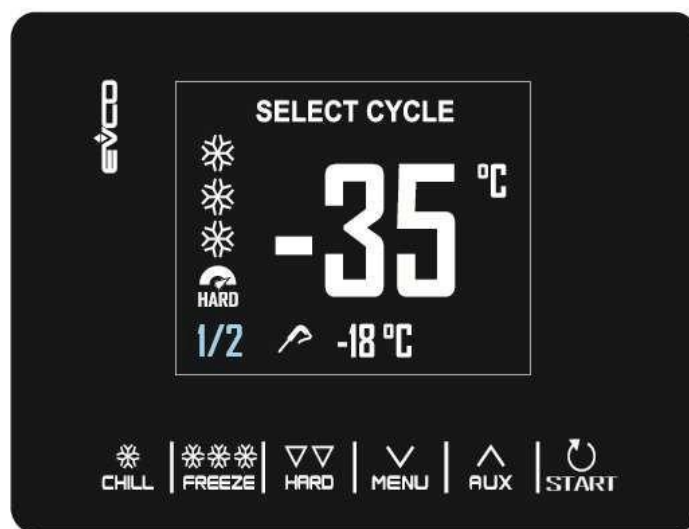 EVCO
SELECT CYCLE
-35 °C
HARD
1/2 -18 °C
CHILL FREEZE HARD MENU AUX START